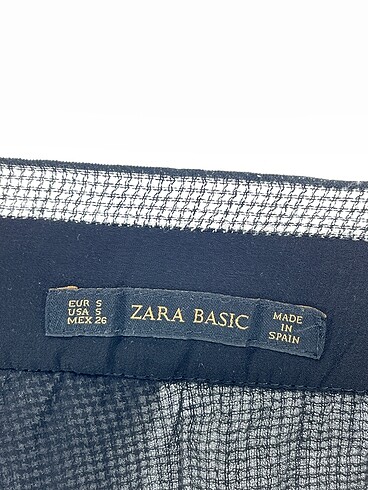 EUR S
USA S
MEX 26
ZARA BASIC
MADE
IN
SPAIN